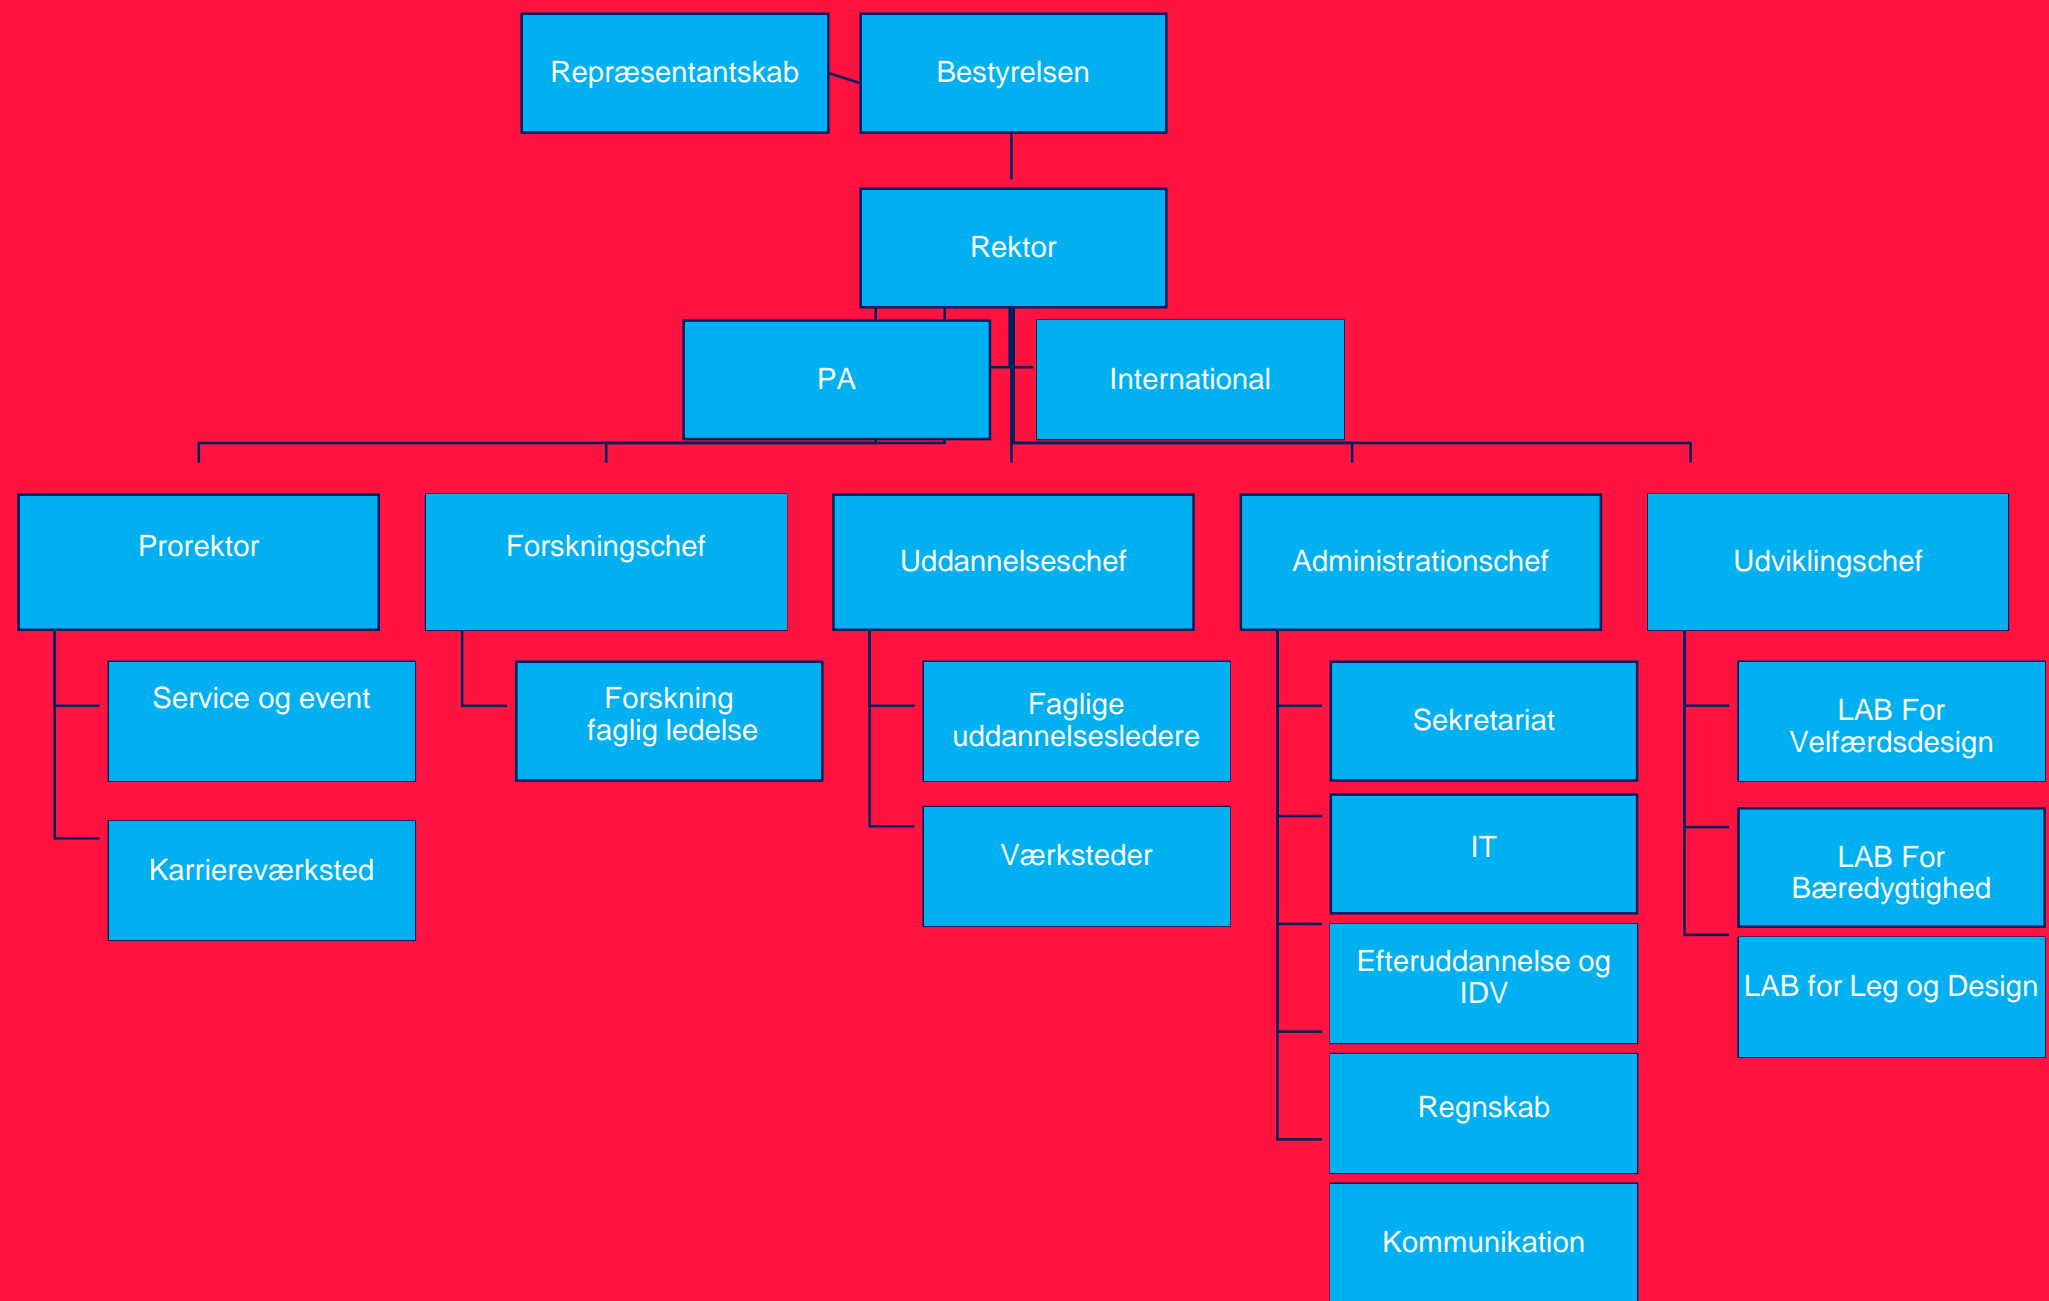 Repræsentantskab
Bestyrelsen
Rektor
PA
International
Prorektor
Forskningschef
Uddannelseschef
Administrationschef
Udviklingschef
Service og event
Karriereværksted
Forskning
faglig ledelse
Faglige
uddannelsesledere
Værksteder
Sekretariat
IT
Efteruddannelse og
IDV
Regnskab
Kommunikation
LAB For
Velfærdsdesign
LAB For
Bæredygtighed
LAB for Leg og Design